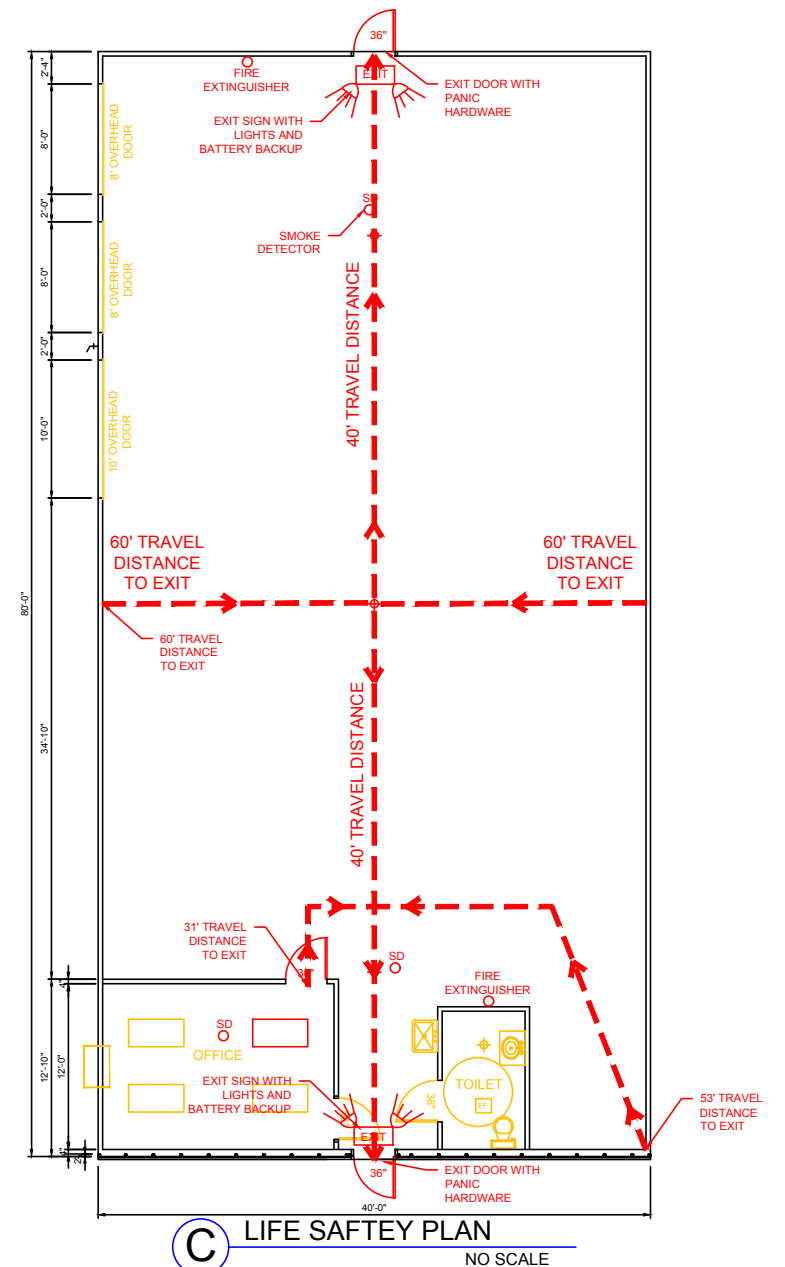 36"
EXIT
FIRE
EXTINGUISHER
EXIT DOOR WITH
PANIC
HARDWARE
EXIT SIGN WITH
LIGHTS AND
BATTERY BACKUP
2'-4"
8'-0"
8' OVERHEAD
DOOR
2'-0"
SD
SMOKE
DETECTOR
8'-0"
8' OVERHEAD
DOOR
40' TRAVEL DISTANCE
2'-0"
10'-0"
10' OVERHEAD
DOOR
60' TRAVEL
DISTANCE
TO EXIT
60' TRAVEL
DISTANCE
TO EXIT
80'-0"
60' TRAVEL
DISTANCE
TO EXIT
34'-10"
40' TRAVEL DISTANCE
31' TRAVEL
DISTANCE
TO EXIT
SD
FIRE
EXTINGUISHER
4"
12'-10"
12'-0"
SD
OFFICE
EXIT SIGN WITH
LIGHTS AND
BATTERY BACKUP
TOILET
EF
36"
53' TRAVEL
DISTANCE
TO EXIT
EXIT
4"
36"
EXIT DOOR WITH
PANIC
HARDWARE
40'-0"
C
LIFE SAFTEY PLAN
NO SCALE